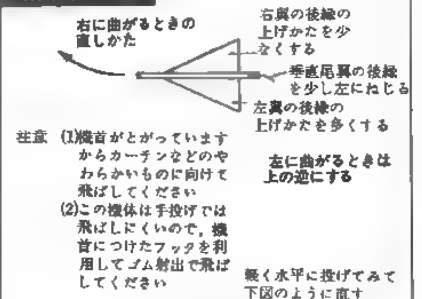 右に曲がるときの
直しかた
右翼の後縁の
上げかたを少
なくする
垂直尾翼の後縁
を少し左にねじる
左翼の後縁の
上げかたを多くする
左に曲がるときは
上の逆にする
注意 (1)機首がとがっています
からカーテンなどのや
わらかいものに向けて
飛ばしてください
(2)この機体は手投げでは
飛ばしにくいので，機
首につけたフックを利
用してゴム射出で飛ば
してください
軽く水平に投げてみて
下図のように直す